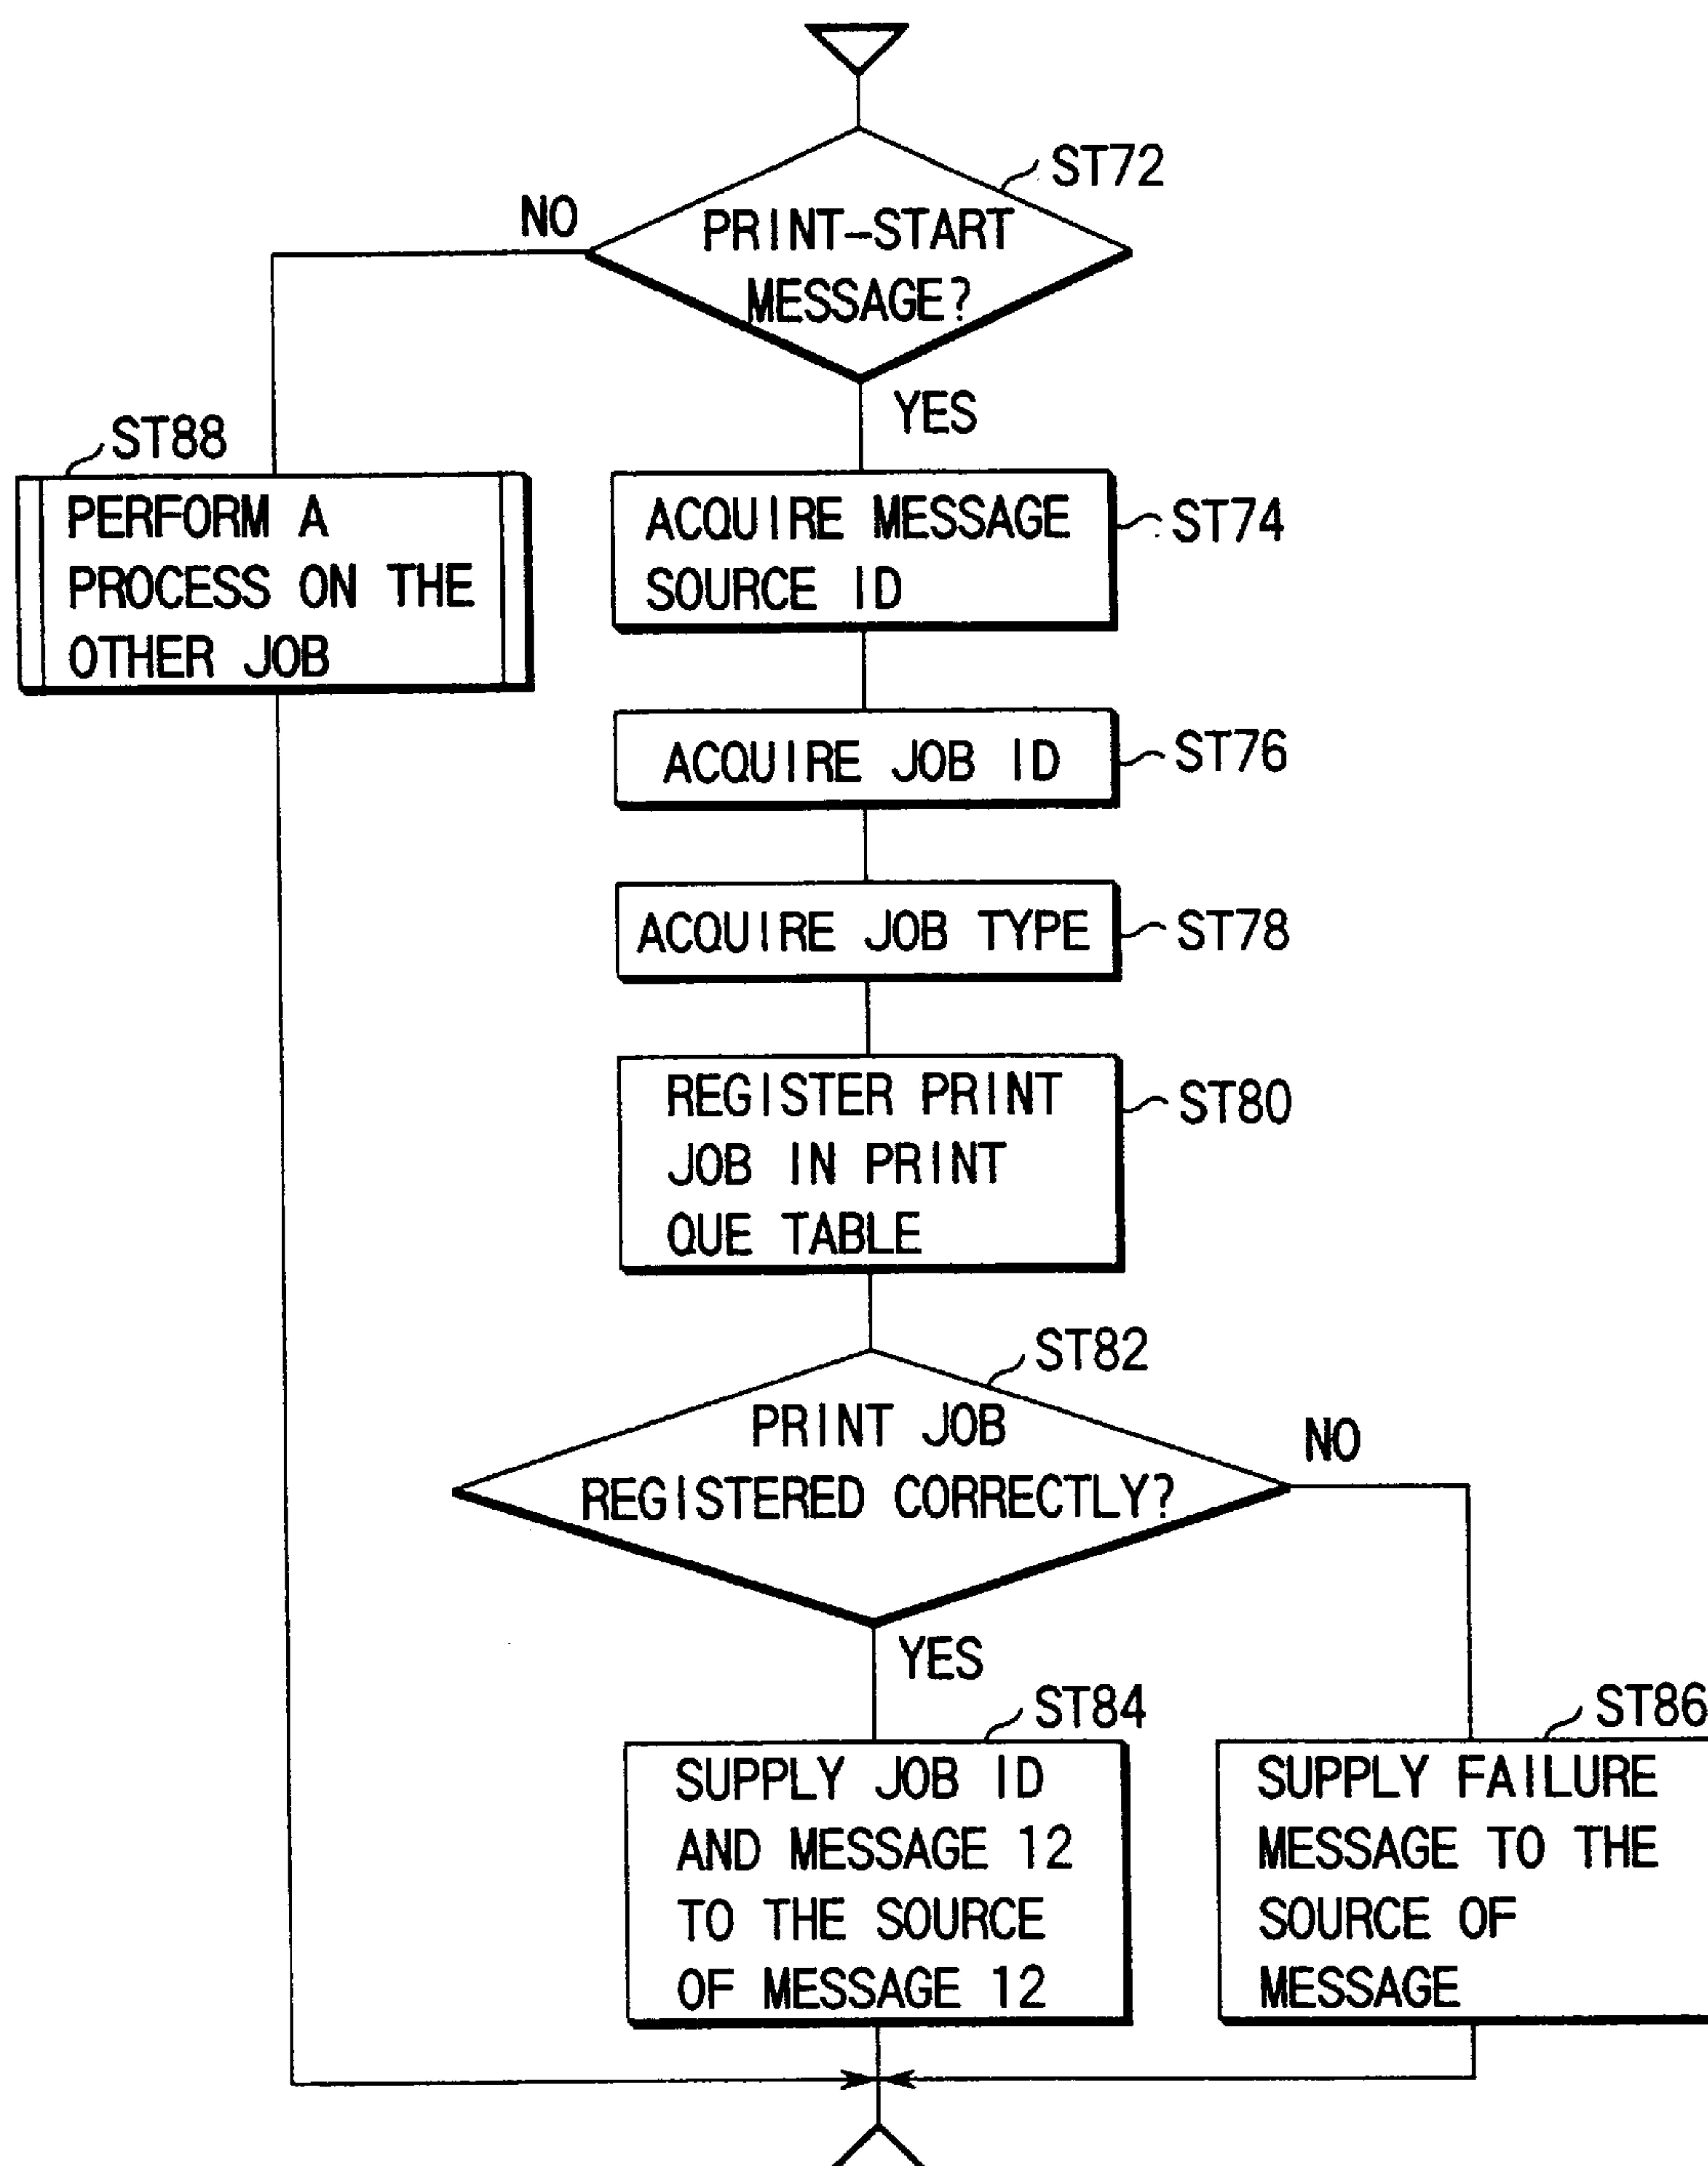 ST72
NO
PRINT-START
MESSAGE?
YES
ST88
PERFORM A
PROCESS ON THE
OTHER JOB
ACQUIRE MESSAGE
SOURCE ID
ST74
ACQUIRE JOB ID
ST76
ACQUIRE JOB TYPE
ST78
REGISTER PRINT
JOB IN PRINT
QUE TABLE
ST80
ST82
PRINT JOB
REGISTERED CORRECTLY?
NO
YES
ST84
SUPPLY JOB ID
AND MESSAGE 12
TO THE SOURCE
OF MESSAGE 12
ST86
SUPPLY FAILURE
MESSAGE TO THE
SOURCE OF
MESSAGE